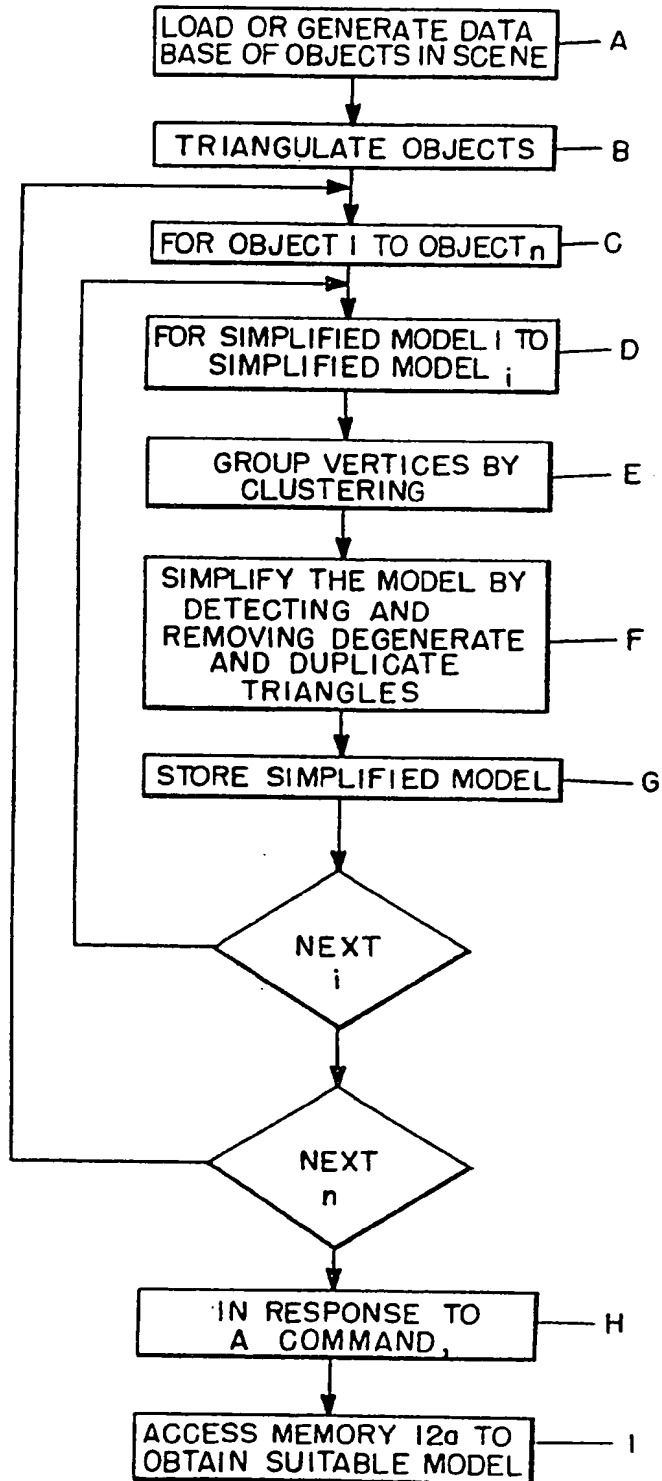 LOAD OR GENERATE DATA
BASE OF OBJECTS IN SCENE
A
TRIANGULATE OBJECTS
B
FOR OBJECT 1 TO OBJECT n
C
FOR SIMPLIFIED MODEL 1 TO
SIMPLIFIED MODEL i
D
GROUP VERTICES BY
CLUSTERING
E
SIMPLIFY THE MODEL BY
DETECTING AND
REMOVING DEGENERATE
AND DUPLICATE
TRIANGLES
F
STORE SIMPLIFIED MODEL
G
NEXT
i
NEXT
n
IN RESPONSE TO
A COMMAND,
H
ACCESS MEMORY 12a TO
OBTAIN SUITABLE MODEL
I